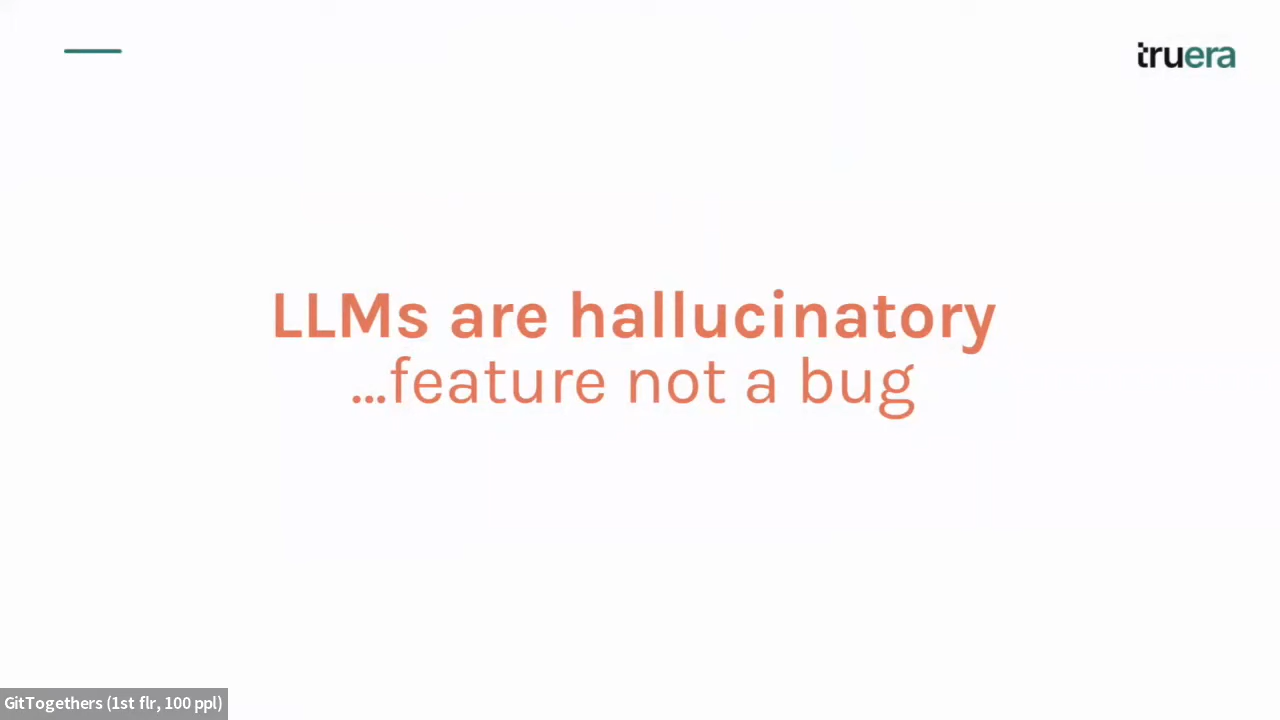 truera
LLMs are hallucinatory
...feature not a bug
GitTogethers (1st flr, 100 ppl)